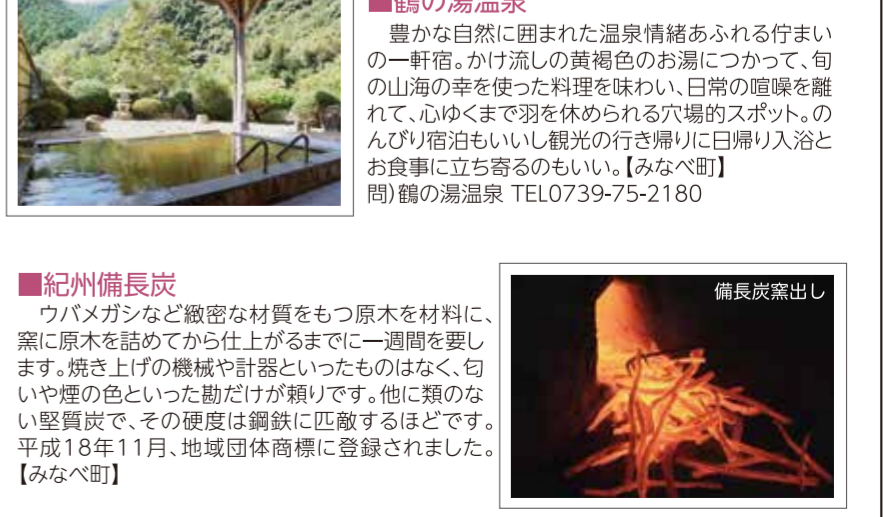 ■鶴の湯温泉
豊かな自然に囲まれた温泉情緒あふれる佇まい
の一軒宿。かけ流しの黄褐色のお湯につかって、旬
の山海の幸を使った料理を味わい、日常の喧噪を離
れて、心ゆくまで羽を休められる穴場的スポット。の
んびり宿泊もいいし観光の行き帰りに日帰り入浴と
お食事に立ち寄るのもいい。【みなべ町】
問)鶴の湯温泉 TEL0739-75-2180
■紀州備長炭
ウバメガシなど緻密な材質をもつ原木を材料に、
窯に原木を詰めてから仕上がるまでに一週間を要し
ます。焼き上げの機械や計器といったものはなく、匂
いや煙の色といった勘だけが頼りです。他に類のな
い堅質炭で、その硬度は鋼鉄に匹敵するほどです。
平成18年11月、地域団体商標に登録されました。
【みなべ町】
備長炭窯出し